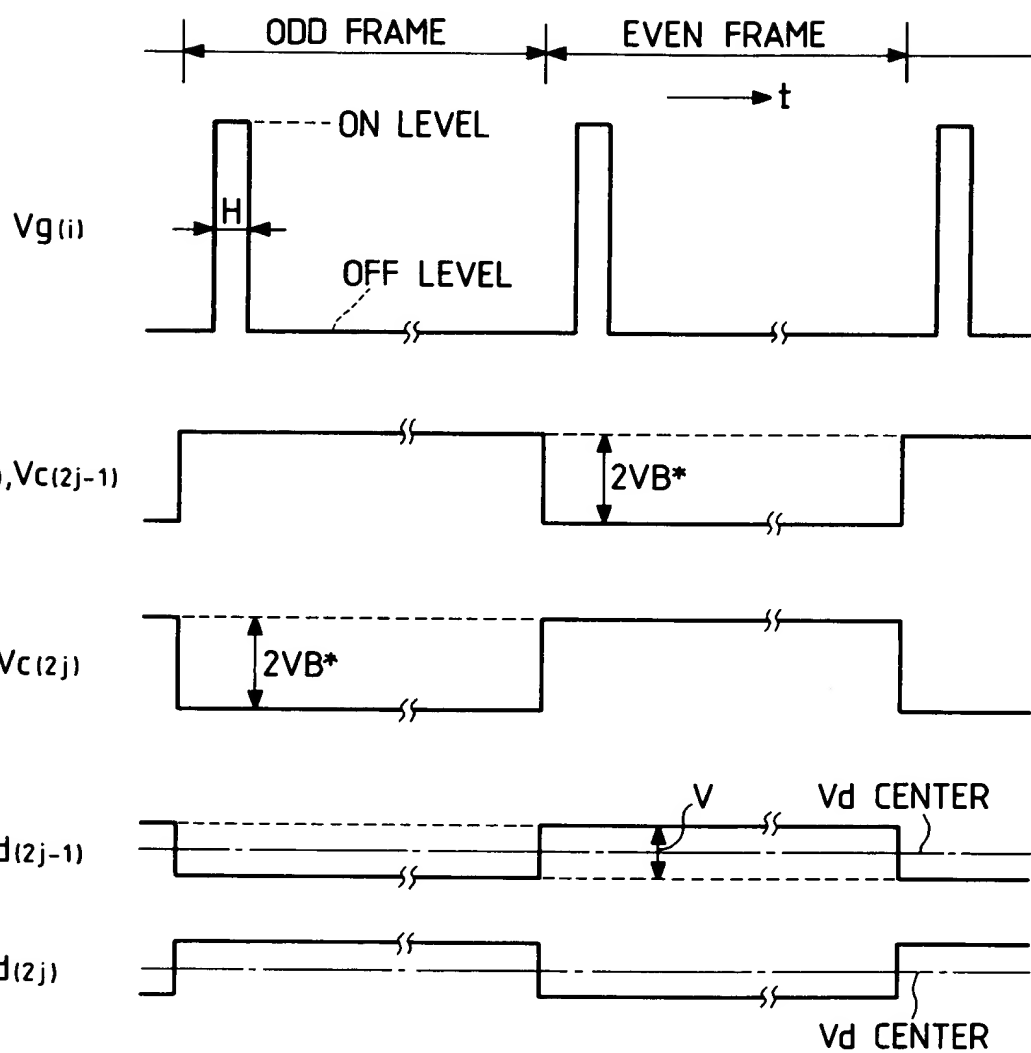 ODD FRAME
EVEN FRAME
t
ON LEVEL
Vg(i)
H
OFF LEVEL
),Vc(2j-1)
2VB*
Vc(2j)
2VB*
V
Vd CENTER
d(2j-1)
d(2j)
Vd CENTER